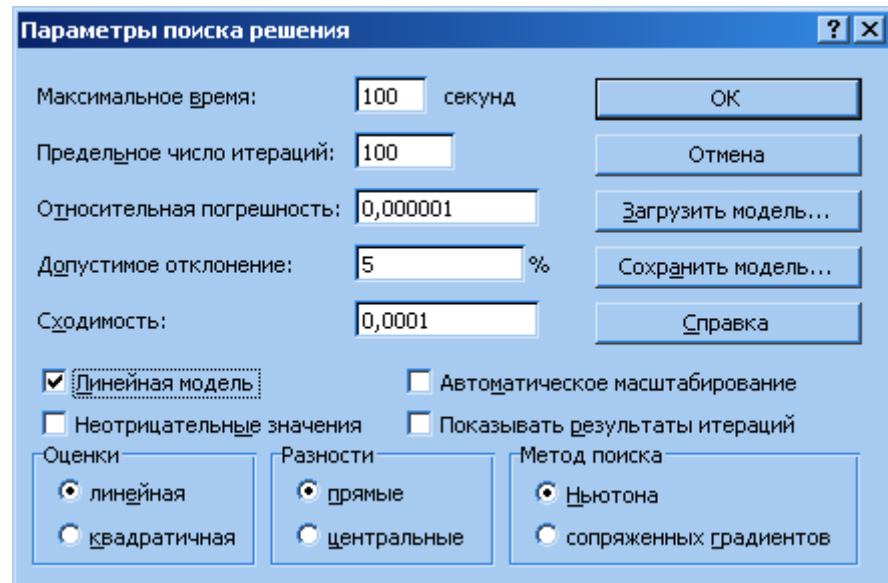 Параметры поиска решения
Максимальное время: 100 секунд
OK
Предельное число итераций: 100
Отмена
Относительная погрешность: 0,000001
Загрузить модель...
Допустимое отклонение: 5 %
Сохранить модель...
Сходимость: 0,0001
Справка
Линейная модель
Автоматическое масштабирование
Неотрицательные значения
Показывать результаты итераций
Оценки
Разности
Метод поиска
линейная
прямые
Ньютона
квадратичная
центральные
сопряженных градиентов